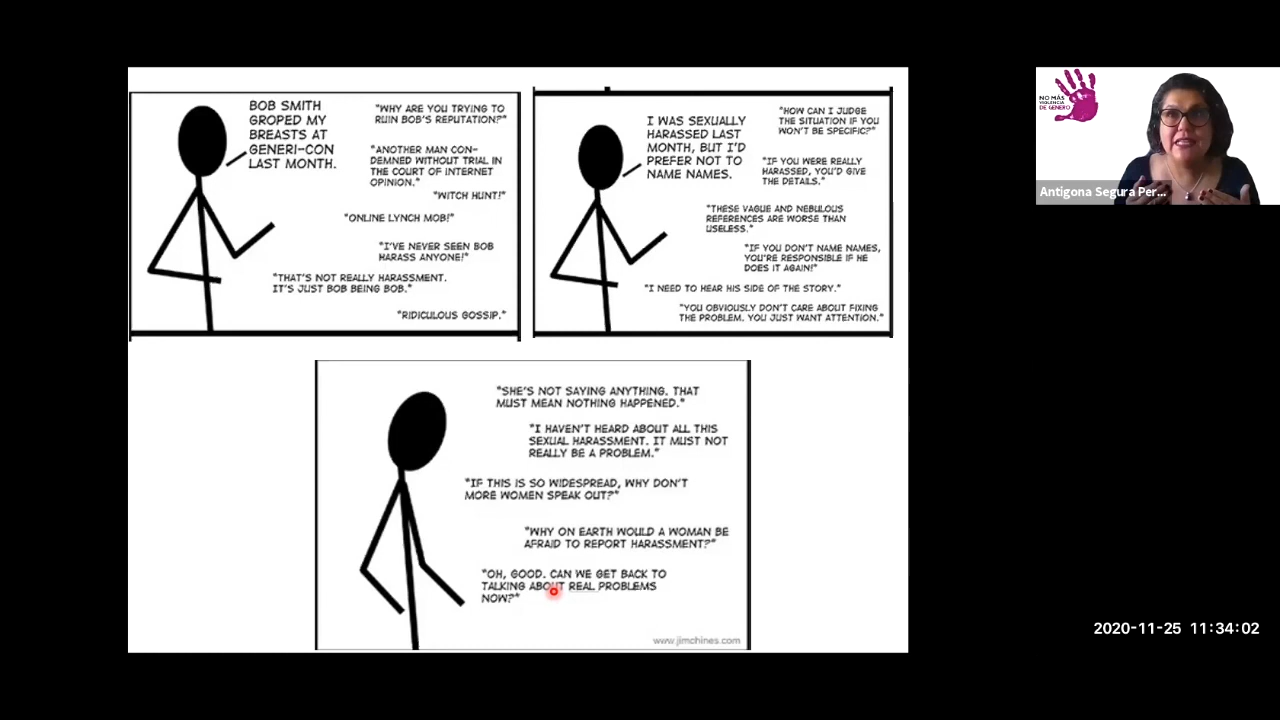 BOB SMITH
GROPED MY
BREASTS AT
GENERI-CON
LAST MONTH.
"WHY ARE YOU TRYING TO
RUIN BOB'S REPUTATION?"
"ANOTHER MAN CON-
DEMNED WITHOUT TRIAL IN
THE COURT OF INTERNET
OPINION."
"WITCH HUNT!"
"ONLINE LYNCH MOB!"
"I'VE NEVER SEEN BOB
HARASS ANYONE!"
"THAT'S NOT REALLY HARASSMENT.
IT'S JUST BOB BEING BOB."
"RIDICULOUS GOSSIP."
I WAS SEXUALLY
HARASSED LAST
MONTH, BUT I'D
PREFER NOT TO
NAME NAMES.
"HOW CAN I JUDGE
THE SITUATION IF YOU
WON'T BE SPECIFIC?"
"IF YOU WERE REALLY
HARASSED, YOU'D GIVE
THE DETAILS."
"THESE VAGUE AND NEBULOUS
REFERENCES ARE WORSE THAN
USELESS."
"IF YOU DON'T NAME NAMES,
YOU'RE RESPONSIBLE IF HE
DOES IT AGAIN!"
"I NEED TO HEAR HIS SIDE OF THE STORY."
"YOU OBVIOUSLY DON'T CARE ABOUT FIXING
THE PROBLEM. YOU JUST WANT ATTENTION."
"SHE'S NOT SAYING ANYTHING. THAT
MUST MEAN NOTHING HAPPENED."
"I HAVEN'T HEARD ABOUT ALL THIS
SEXUAL HARASSMENT. IT MUST NOT
REALLY BE A PROBLEM."
"IF THIS IS SO WIDESPREAD, WHY DON'T
MORE WOMEN SPEAK OUT?"
"WHY ON EARTH WOULD A WOMAN BE
AFRAID TO REPORT HARASSMENT?"
"OH, GOOD. CAN WE GET BACK TO
TALKING ABOUT REAL PROBLEMS
NOW?"
www.jimchines.com
NO MÁS
VIOLENCIA
DE GÉNERO
Antígona Segura Per...
2020-11-25 11:34:02